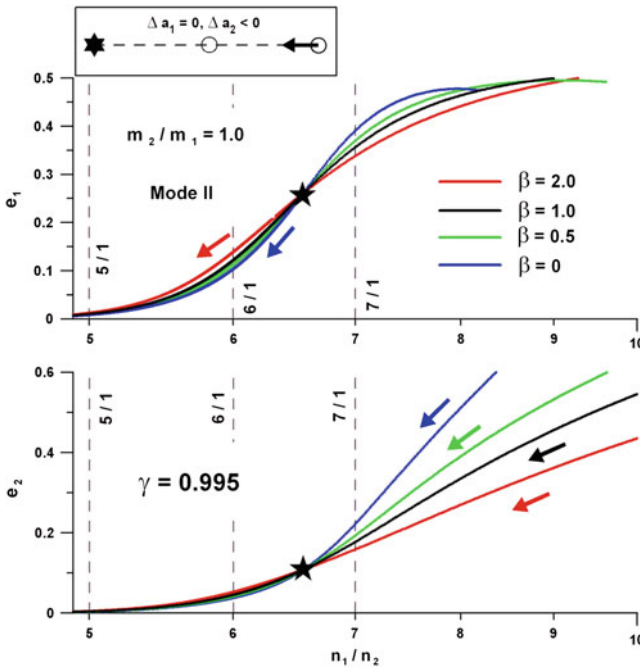 Δ a₁ = 0, Δ a₂ < 0
0.5
0.4
0.3
0.2
0.1
0
e₁
m₂ / m₁ = 1.0
Mode II
β = 2.0
β = 1.0
β = 0.5
β = 0
5 / 1
6 / 1
7 / 1
5
6
7
8
9
10
0.6
0.4
0.2
0
e₂
5 / 1
6 / 1
7 / 1
γ = 0.995
5
6
7
8
9
10
n₁ / n₂